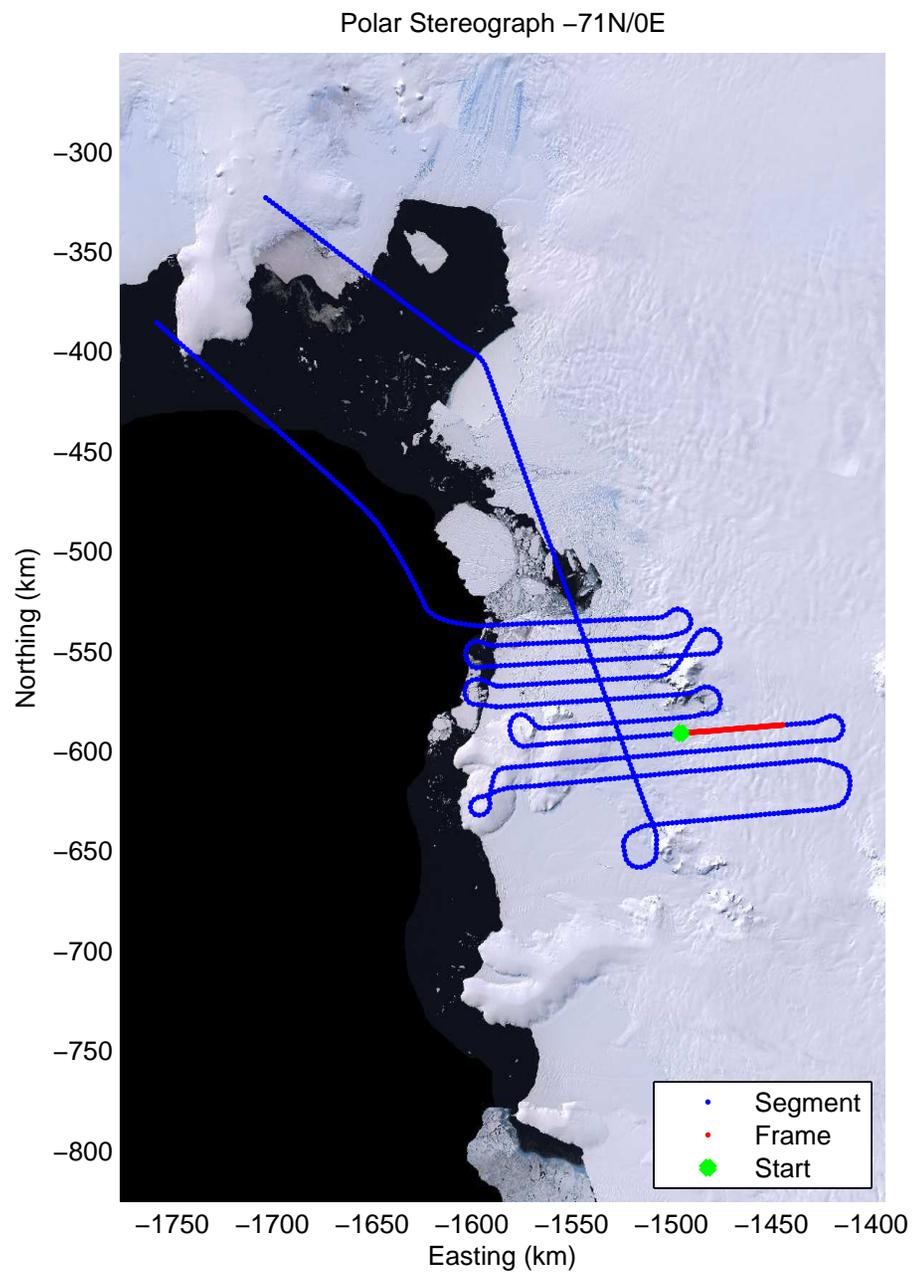 Polar Stereograph −71N/0E
−300
−350
−400
−450
−500
−550
−600
−650
−700
−750
−800
Northing (km)
Segment
Frame
Start
−1750 −1700 −1650 −1600 −1550 −1500 −1450 −1400
Easting (km)